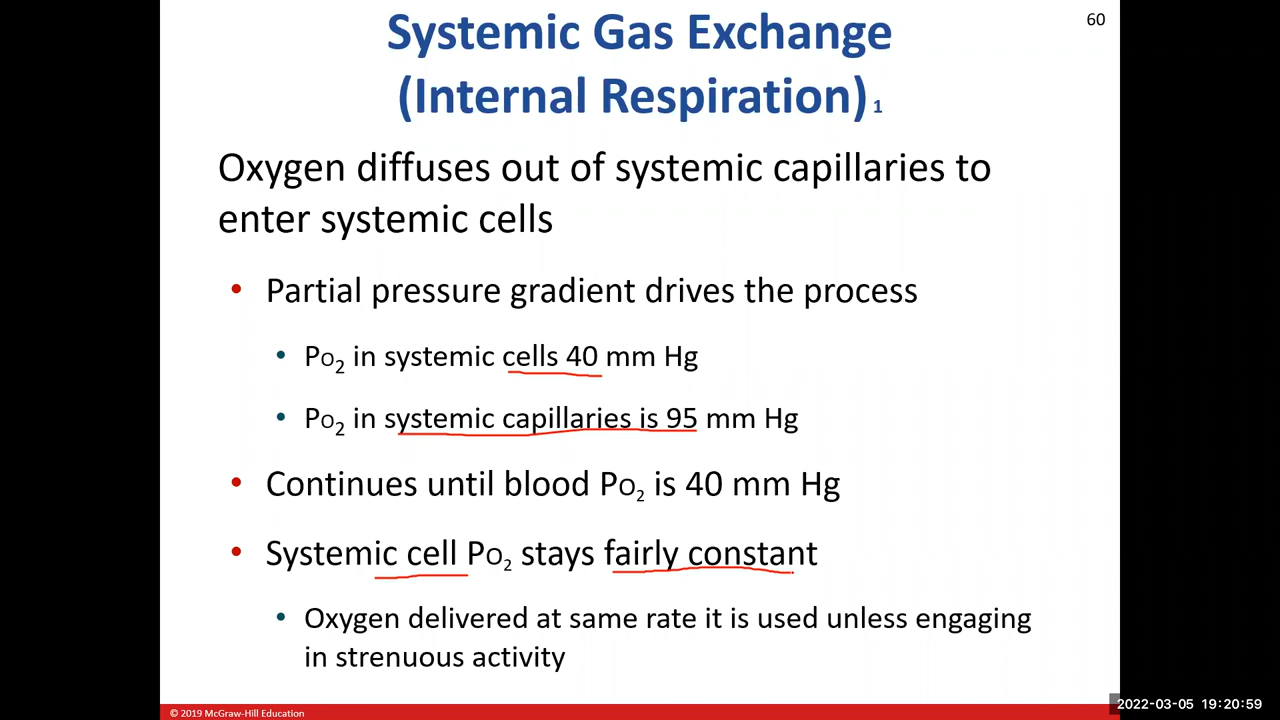 60
Systemic Gas Exchange
(Internal Respiration) 1
Oxygen diffuses out of systemic capillaries to
enter systemic cells
• Partial pressure gradient drives the process
• PO₂ in systemic cells 40 mm Hg
• PO₂ in systemic capillaries is 95 mm Hg
• Continues until blood PO₂ is 40 mm Hg
• Systemic cell PO₂ stays fairly constant
• Oxygen delivered at same rate it is used unless engaging
in strenuous activity
© 2019 McGraw-Hill Education
2022-03-05 19:20:59